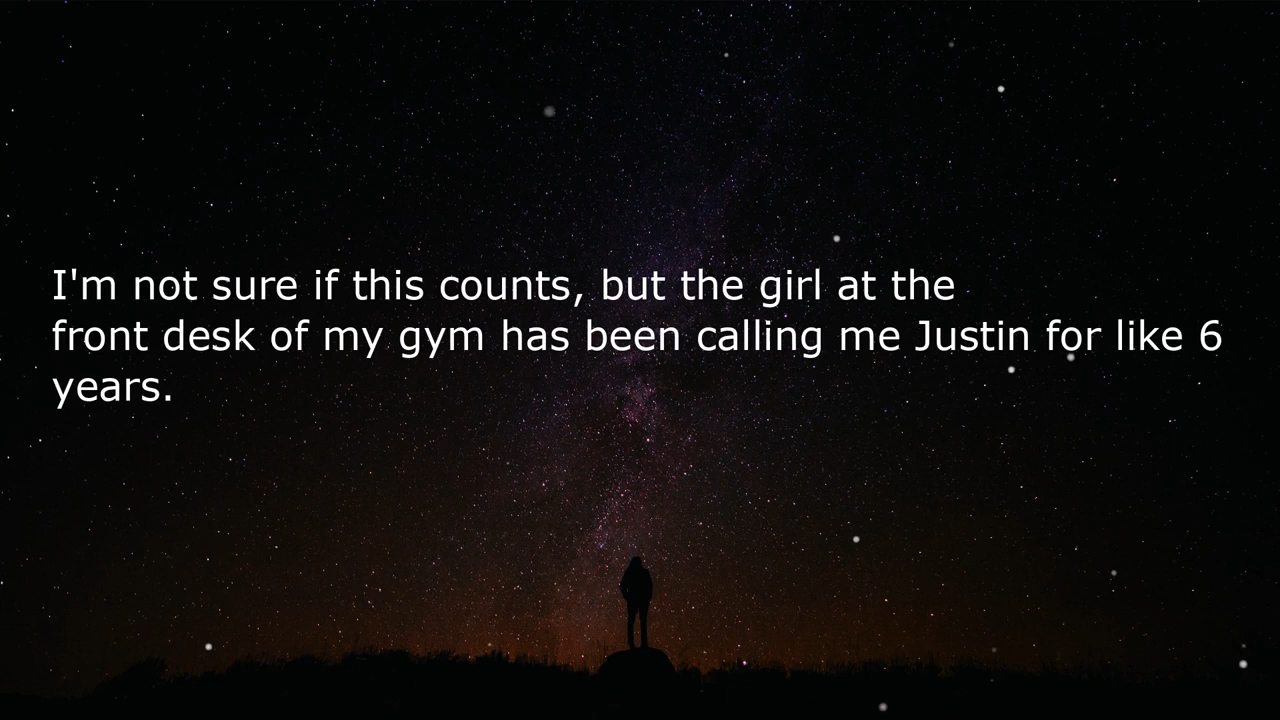 I'm not sure if this counts, but the girl at the
front desk of my gym has been calling me Justin for like 6
years.